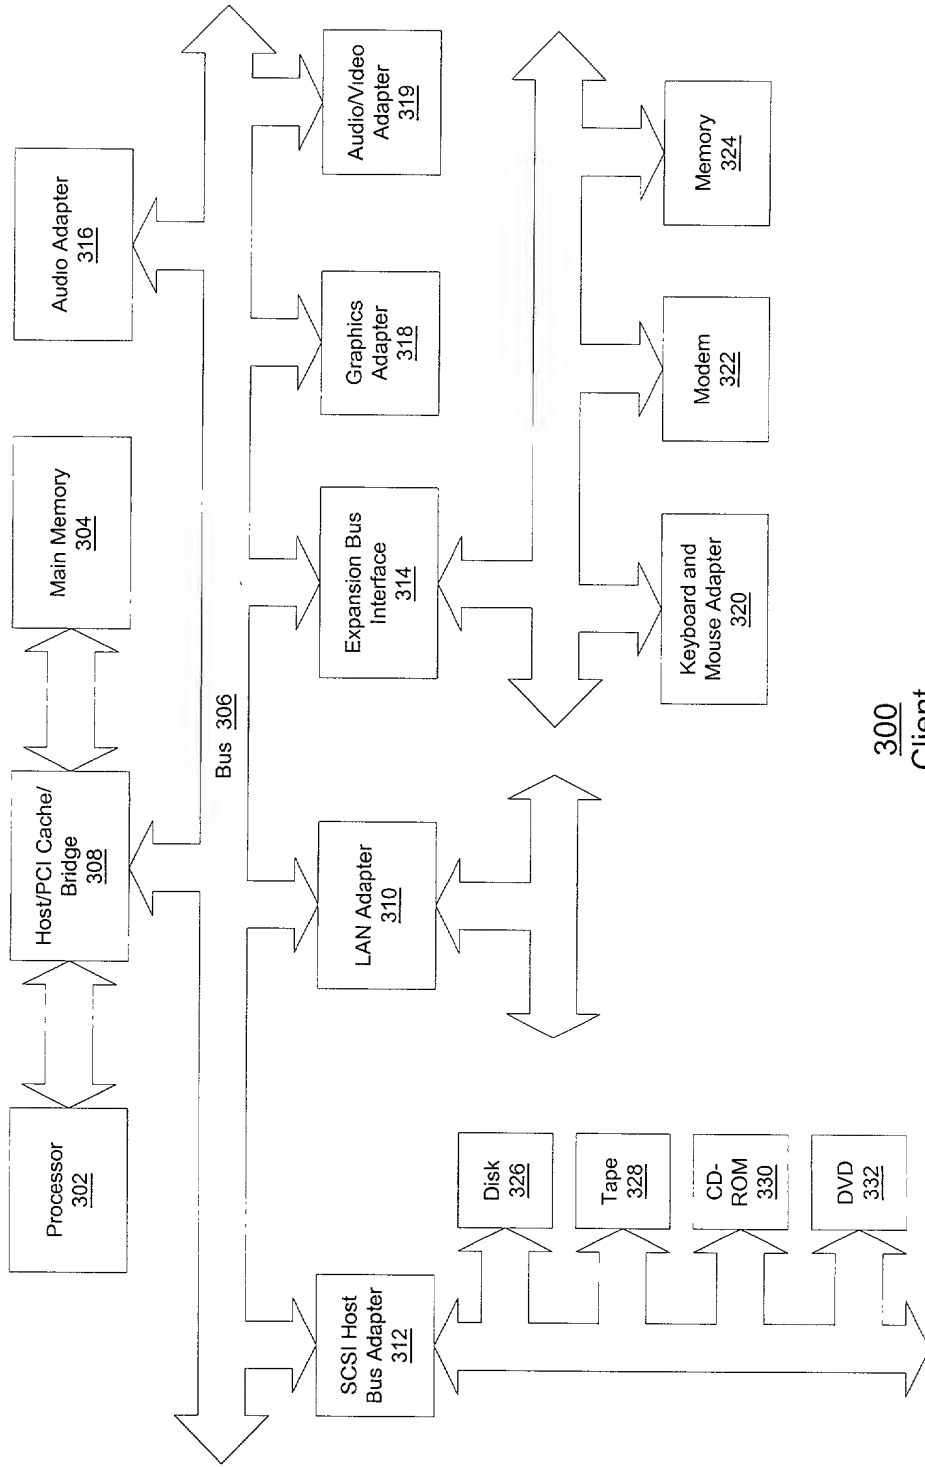 Processor
302
Host/PCI Cache/
Bridge
308
Main Memory
304
Audio Adapter
316
Bus 306
SCSI Host
Bus Adapter
312
LAN Adapter
310
Expansion Bus
Interface
314
Graphics
Adapter
318
Audio/Video
Adapter
319
Disk
326
Tape
328
CD-
ROM
330
DVD
332
Keyboard and
Mouse Adapter
320
Modem
322
Memory
324
300
Client